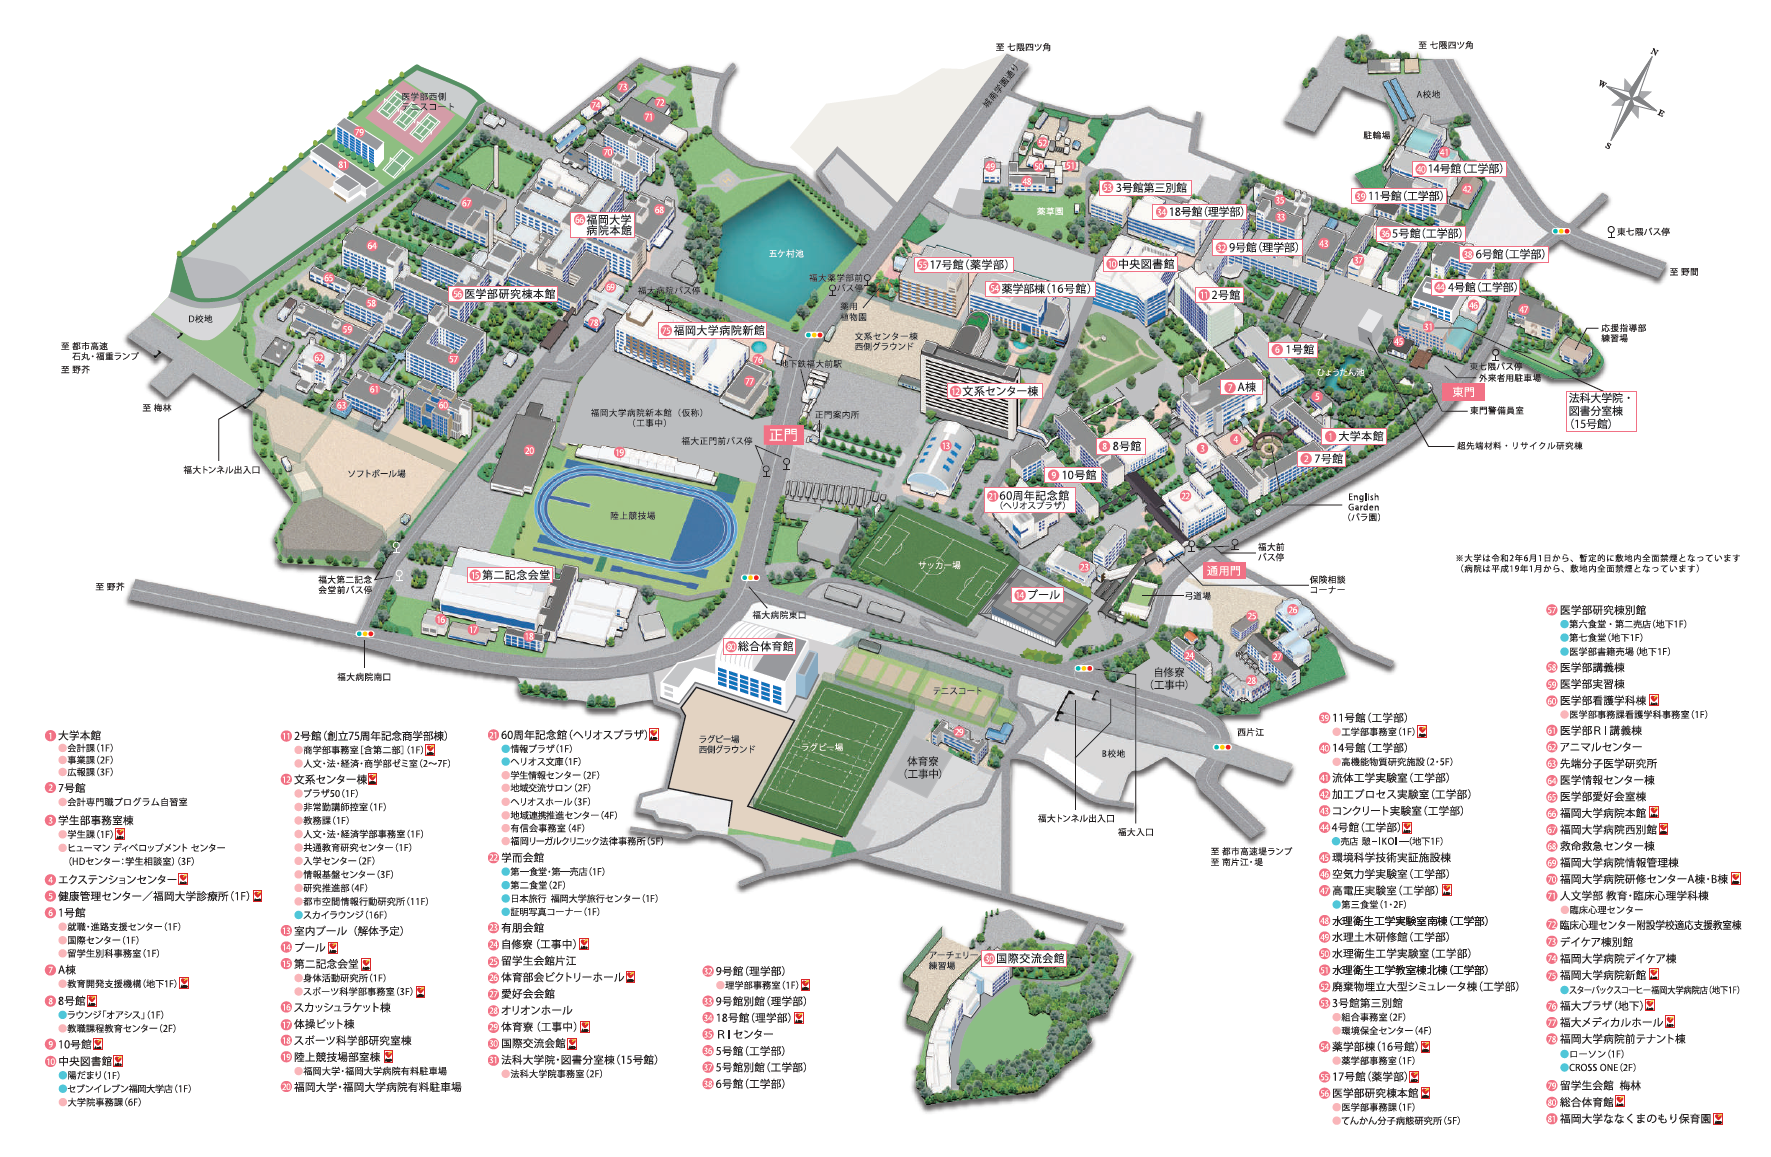 至 七隈四ツ角
城南学園通り
至 七隈四ツ角
N
W
E
S
A校地
駐輪場
医学部西側
テニスコート
73
74
72
71
70
79
81
52
49
50
51
48
薬草園
41
40 14号館(工学部)
42
39 11号館(工学部)
53 3号館第三別館
34 18号館(理学部)
35
33
36 5号館(工学部)
32 9号館(理学部)
43
37
38 6号館(工学部)
44 4号館(工学部)
東七隈バス停
至 野間
67
66 福岡大学
病院本館
68
64
五ケ村池
55 17号館(薬学部)
10 中央図書館
54 薬学部棟(16号館)
11 2号館
福大薬学部前
バス停
薬用
植物園
65
56 医学部研究棟本館
69
福大病院バス停
58
59
78
75 福岡大学病院新館
文系センター棟
西側グラウンド
46
47
31
45
応援指導部
練習場
D校地
至 都市高速
石丸・福重ランプ
至 野芥
至 梅林
62
57
76
77
地下鉄福大前駅
6 1号館
ひょうたん池
東七隈バス停
外来者用駐車場
東門
東門警備員室
法科大学院・
図書分室棟
(15号館)
61
63
60
12 文系センター棟
7 A棟
5
福岡大学病院新本館(仮称)
(工事中)
正門案内所
正門
福大正門前バス停
13
8 8号館
4
3
1 大学本館
2 7号館
超先端材料・リサイクル研究棟
福大トンネル出入口
ソフトボール場
20
19
9 10号館
22
21 60周年記念館
(ヘリオスプラザ)
English
Garden
(バラ園)
陸上競技場
サッカー場
福大前
バス停
23
通用門
保険相談
コーナー
弓道場
※大学は令和2年6月1日から、暫定的に敷地内全面禁煙となっています
(病院は平成19年1月から、敷地内全面禁煙となっています)
至 野芥
福大第二記念
会堂前バス停
15 第二記念会堂
14 プール
福大病院東口
16
17
18
25
26
福大病院南口
80 総合体育館
24
27
28
自修寮
(工事中)
テニスコート
ラグビー場
西側グラウンド
ラグビー場
29
体育寮
(工事中)
B校地
西片江
福大トンネル出入口
福大入口
至 都市高速堤ランプ
至 南片江・堤
アーチェリー
練習場
30 国際交流会館
1 大学本館
会計課(1F)
事業課(2F)
広報課(3F)
2 7号館
会計専門職プログラム自習室
3 学生部事務室棟
学生課(1F)
ヒューマン ディベロップメント センター
(HDセンター:学生相談室)(3F)
4 エクステンションセンター
5 健康管理センター/福岡大学診療所(1F)
6 1号館
就職・進路支援センター(1F)
国際センター(1F)
留学生別科事務室(1F)
7 A棟
教育開発支援機構(地下1F)
8 8号館
ラウンジ「オアシス」(1F)
教職課程教育センター(2F)
9 10号館
10 中央図書館
陽だまり(1F)
セブンイレブン福岡大学店(1F)
大学院事務課(6F)
11 2号館(創立75周年記念商学部棟)
商学部事務室[含第二部](1F)
人文・法・経済・商学部ゼミ室(2〜7F)
12 文系センター棟
プラザ50(1F)
非常勤講師控室(1F)
教務課(1F)
人文・法・経済学部事務室(1F)
共通教育研究センター(1F)
入学センター(2F)
情報基盤センター(3F)
研究推進部(4F)
都市空間情報行動研究所(11F)
スカイラウンジ(16F)
13 室内プール(解体予定)
14 プール
15 第二記念会堂
身体活動研究所(1F)
スポーツ科学部事務室(3F)
16 スカッシュラケット棟
17 体操ピット棟
18 スポーツ科学部研究室棟
19 陸上競技場部室棟
福岡大学・福岡大学病院有料駐車場
20 福岡大学・福岡大学病院有料駐車場
21 60周年記念館(ヘリオスプラザ)
情報プラザ(1F)
ヘリオス文庫(1F)
学生情報センター(2F)
地域交流サロン(2F)
ヘリオスホール(3F)
地域連携推進センター(4F)
有信会事務室(4F)
福岡リーガルクリニック法律事務所(5F)
22 学而会館
第一食堂・第一売店(1F)
第二食堂(2F)
日本旅行 福岡大学旅行センター(1F)
証明写真コーナー(1F)
23 有朋会館
24 自修寮(工事中)
25 留学生会館片江
26 体育部会ビクトリーホール
27 愛好会会館
28 オリオンホール
29 体育寮(工事中)
30 国際交流会館
31 法科大学院・図書分室棟(15号館)
法科大学院事務室(2F)
32 9号館(理学部)
理学部事務室(1F)
33 9号館別館(理学部)
34 18号館(理学部)
35 RIセンター
36 5号館(工学部)
37 5号館別館(工学部)
38 6号館(工学部)
39 11号館(工学部)
工学部事務室(1F)
40 14号館(工学部)
高機能物質研究施設(2・5F)
41 流体工学実験室(工学部)
42 加工プロセス実験室(工学部)
43 コンクリート実験室(工学部)
44 4号館(工学部)
売店 憩−IKOI−(地下1F)
45 環境科学技術実証施設棟
46 空気力学実験室(工学部)
47 高電圧実験室(工学部)
第三食堂(1・2F)
48 水理衛生工学実験室南棟(工学部)
49 水理土木研修館(工学部)
50 水理衛生工学実験室(工学部)
51 水理衛生工学教室棟北棟(工学部)
52 廃棄物埋立大型シミュレータ棟(工学部)
53 3号館第三別館
組合事務室(2F)
環境保全センター(4F)
54 薬学部棟(16号館)
薬学部事務室(1F)
55 17号館(薬学部)
56 医学部研究棟本館
医学部事務課(1F)
てんかん分子病態研究所(5F)
57 医学部研究棟別館
第六食堂・第二売店(地下1F)
第七食堂(地下1F)
医学部書籍売場(地下1F)
58 医学部講義棟
59 医学部実習棟
60 医学部看護学科棟
医学部事務課看護学科事務室(1F)
61 医学部RI講義棟
62 アニマルセンター
63 先端分子医学研究所
64 医学情報センター棟
65 医学部愛好会室棟
66 福岡大学病院本館
67 福岡大学病院西別館
68 救命救急センター棟
69 福岡大学病院情報管理棟
70 福岡大学病院研修センターA棟・B棟
71 人文学部 教育・臨床心理学科棟
臨床心理センター
72 臨床心理センター附設学校適応支援教室棟
73 デイケア棟別館
74 福岡大学病院デイケア棟
75 福岡大学病院新館
スターバックスコーヒー福岡大学病院店(地下1F)
76 福大プラザ(地下)
77 福大メディカルホール
78 福岡大学病院前テナント棟
ローソン(1F)
CROSS ONE(2F)
79 留学生会館 梅林
80 総合体育館
81 福岡大学ななくまのもり保育園